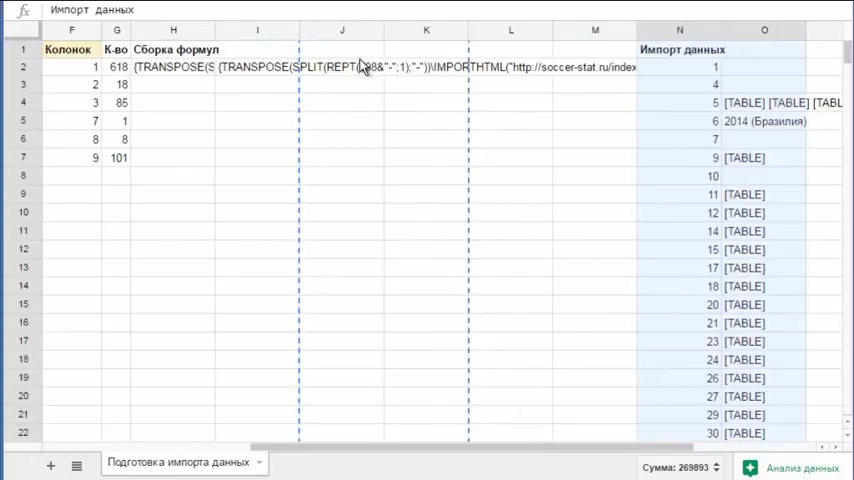 fx Импорт данных
F G H I J K L M N O
1 Колонок К-во Сборка формул Импорт данных
2 1 618 {TRANSPOSE(S {TRANSPOSE(SPLIT(REPT( 98&"-";1);"-"))\IMPORTHTML("http://soccer-stat.ru/index 1
3 2 18 4
4 3 85 5 [TABLE] [TABLE] [TABL
5 7 1 6 2014 (Бразилия)
6 8 8 7
7 9 101 9 [TABLE]
8 10
9 11 [TABLE]
10 12 [TABLE]
11 14 [TABLE]
12 15 [TABLE]
13 17 [TABLE]
14 18 [TABLE]
15 20 [TABLE]
16 21 [TABLE]
17 23 [TABLE]
18 24 [TABLE]
19 26 [TABLE]
20 27 [TABLE]
21 29 [TABLE]
22 30 [TABLE]
Подготовка импорта данных Сумма: 269893 Анализ данных